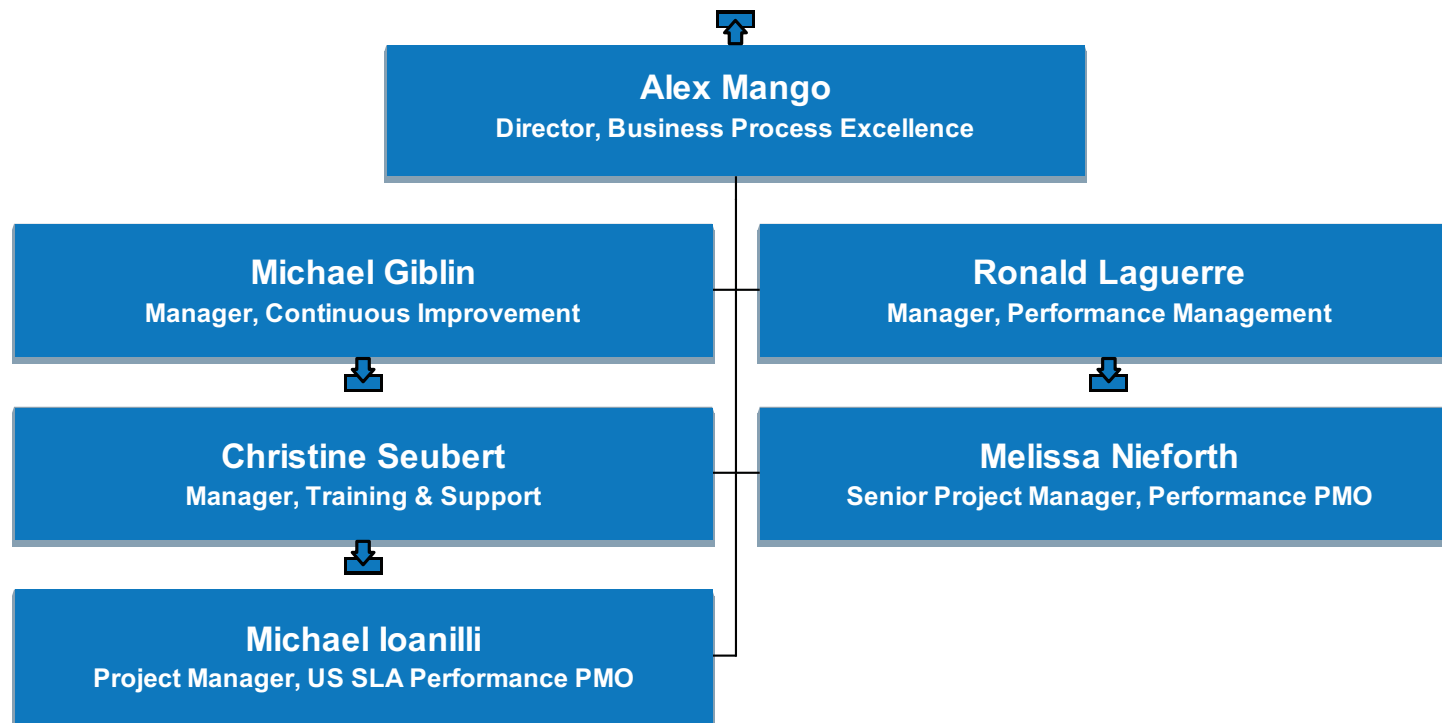 Alex Mango
Director, Business Process Excellence
Michael Giblin
Manager, Continuous Improvement
Ronald Laguerre
Manager, Performance Management
Christine Seubert
Manager, Training & Support
Melissa Nieforth
Senior Project Manager, Performance PMO
Michael Ioanilli
Project Manager, US SLA Performance PMO